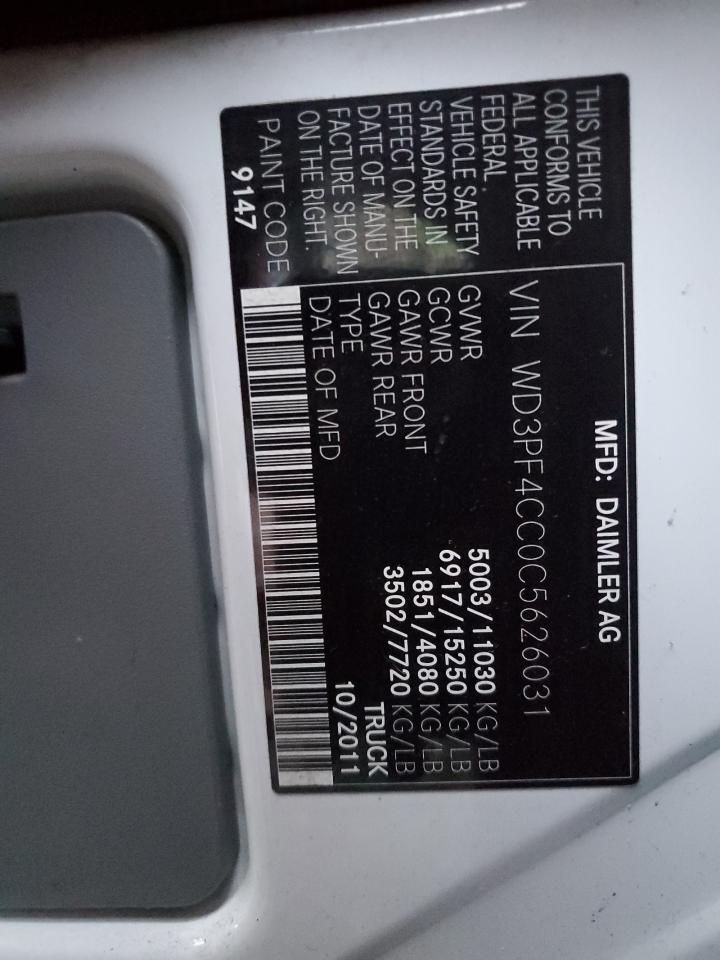 MFD: DAIMLER AG
THIS VEHICLE
CONFORMS TO
ALL APPLICABLE
FEDERAL
VEHICLE SAFETY
STANDARDS IN
EFFECT ON THE
DATE OF MANU-
FACTURE SHOWN
ON THE RIGHT.
PAINT CODE
9147
VIN WD3PF4CC0C5626031
GVWR 5003/11030 KG/LB
GCWR 6917/15250 KG/LB
GAWR FRONT 1851/4080 KG/LB
GAWR REAR 3502/7720 KG/LB
TYPE TRUCK
DATE OF MFD 10/2011